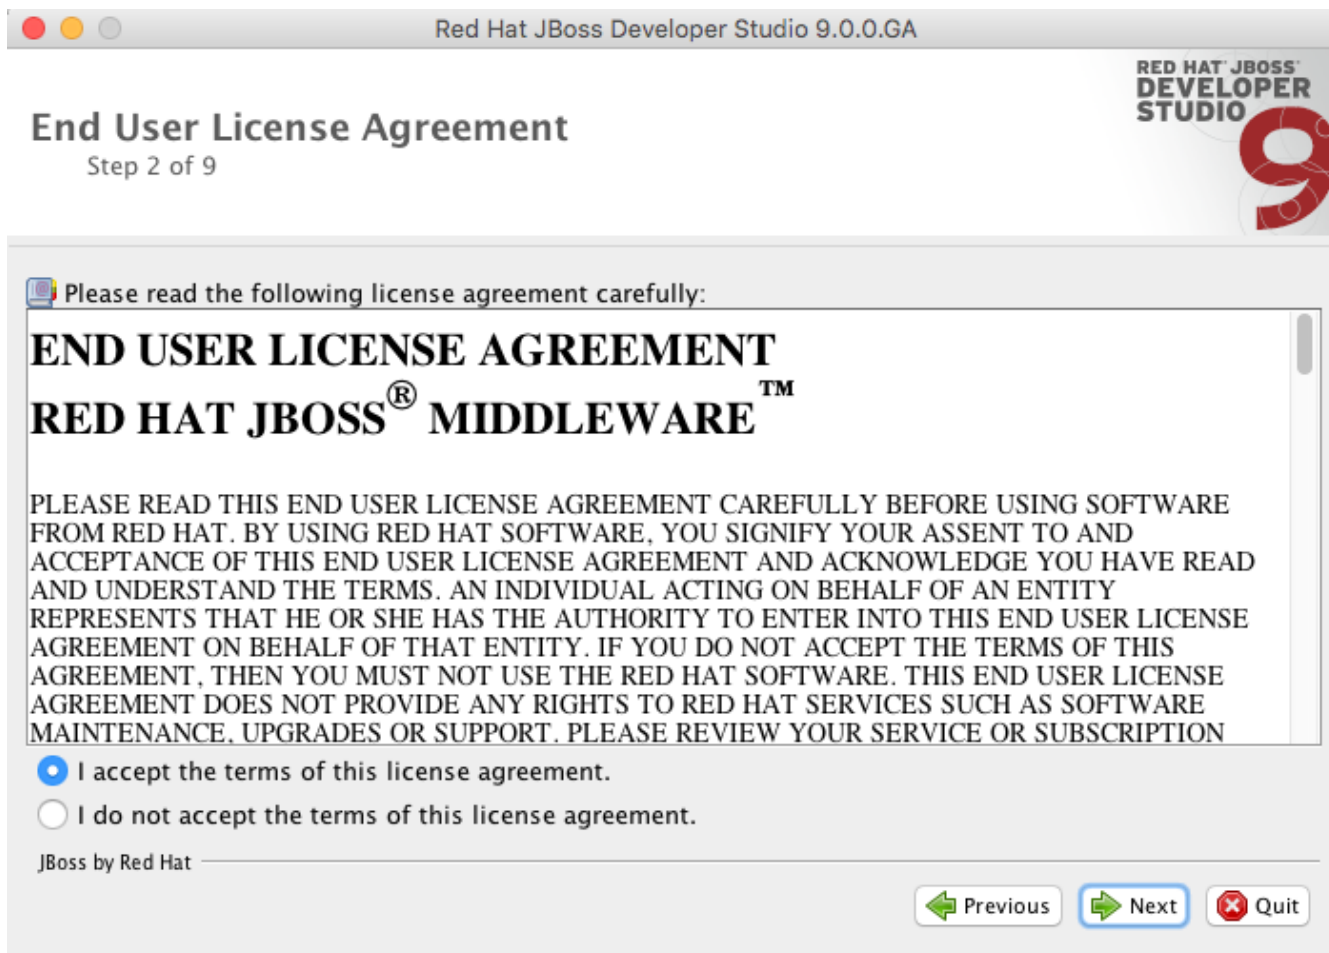 Red Hat JBoss Developer Studio 9.0.0.GA
RED HAT® JBOSS®
DEVELOPER
STUDIO
9
End User License Agreement
Step 2 of 9
Please read the following license agreement carefully:
END USER LICENSE AGREEMENT
RED HAT JBOSS® MIDDLEWARE™
PLEASE READ THIS END USER LICENSE AGREEMENT CAREFULLY BEFORE USING SOFTWARE
FROM RED HAT. BY USING RED HAT SOFTWARE, YOU SIGNIFY YOUR ASSENT TO AND
ACCEPTANCE OF THIS END USER LICENSE AGREEMENT AND ACKNOWLEDGE YOU HAVE READ
AND UNDERSTAND THE TERMS. AN INDIVIDUAL ACTING ON BEHALF OF AN ENTITY
REPRESENTS THAT HE OR SHE HAS THE AUTHORITY TO ENTER INTO THIS END USER LICENSE
AGREEMENT ON BEHALF OF THAT ENTITY. IF YOU DO NOT ACCEPT THE TERMS OF THIS
AGREEMENT, THEN YOU MUST NOT USE THE RED HAT SOFTWARE. THIS END USER LICENSE
AGREEMENT DOES NOT PROVIDE ANY RIGHTS TO RED HAT SERVICES SUCH AS SOFTWARE
MAINTENANCE, UPGRADES OR SUPPORT. PLEASE REVIEW YOUR SERVICE OR SUBSCRIPTION
I accept the terms of this license agreement.
I do not accept the terms of this license agreement.
JBoss by Red Hat
Previous
Next
Quit